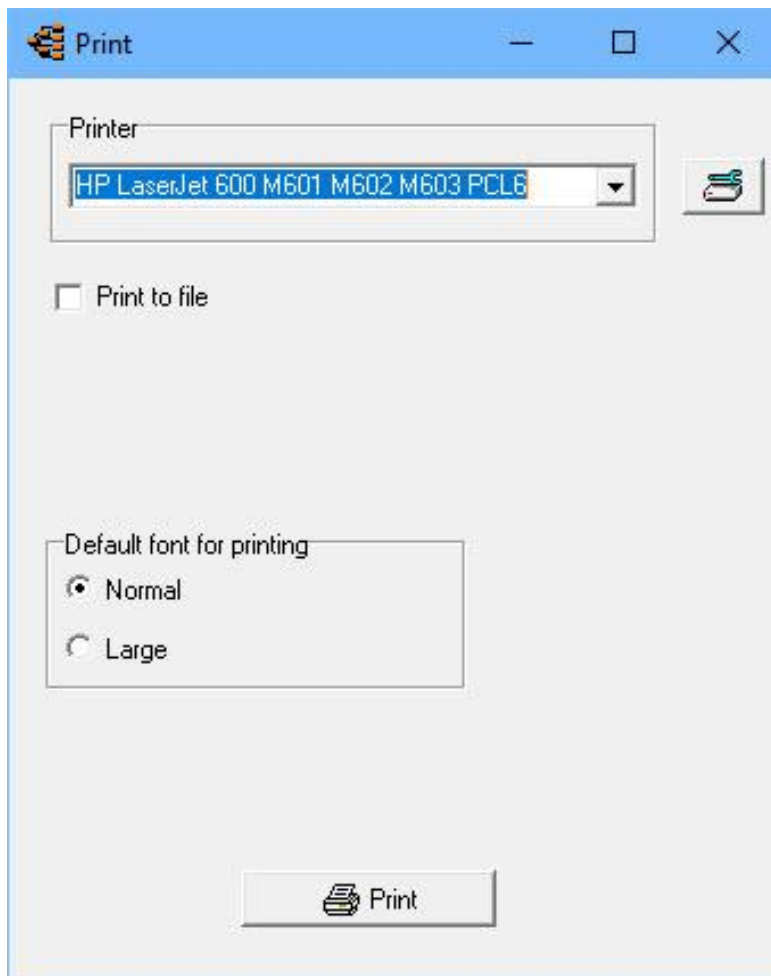 Print
Printer
HP LaserJet 600 M601 M602 M603 PCL6
Print to file
Default font for printing
Normal
Large
Print